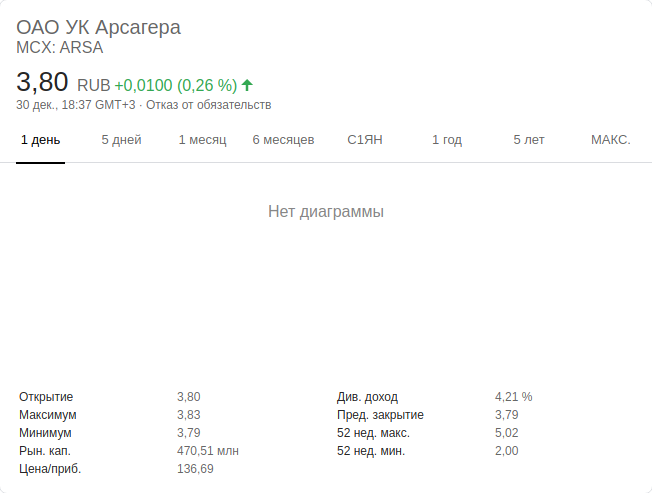 ОАО УК Арсагера
MCX: ARSA
3,80 RUB +0,0100 (0,26 %)
30 дек., 18:37 GMT+3 · Отказ от обязательств
1 день 5 дней 1 месяц 6 месяцев С1ЯН 1 год 5 лет МАКС.
Нет диаграммы
Открытие 3,80 Див. доход 4,21 %
Максимум 3,83 Пред. закрытие 3,79
Минимум 3,79 52 нед. макс. 5,02
Рын. кап. 470,51 млн 52 нед. мин. 2,00
Цена/приб. 136,69